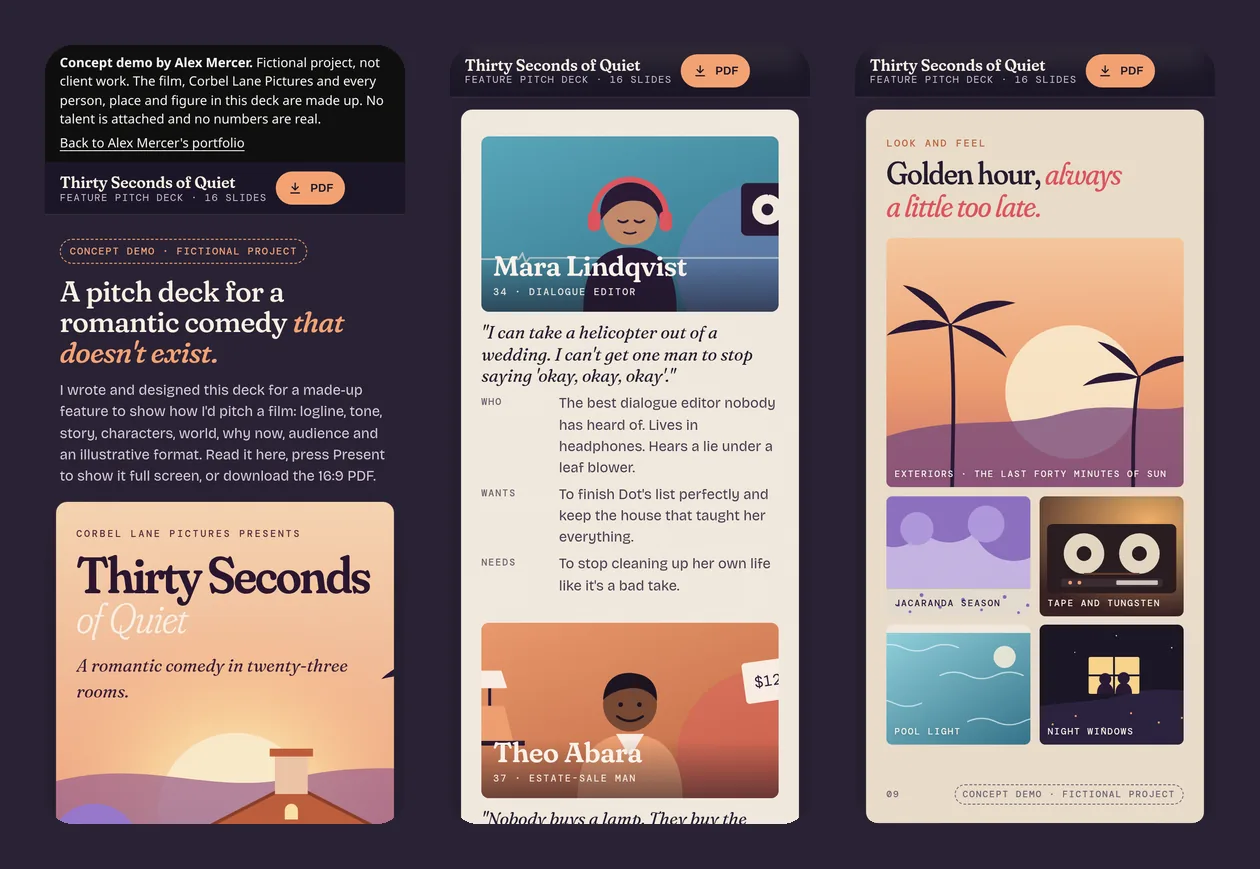 Concept demo by Alex Mercer. Fictional project, not
client work. The film, Corbel Lane Pictures and every
person, place and figure in this deck are made up. No
talent is attached and no numbers are real.
Back to Alex Mercer's portfolio
Thirty Seconds of Quiet
FEATURE PITCH DECK · 16 SLIDES
PDF
CONCEPT DEMO · FICTIONAL PROJECT
A pitch deck for a
romantic comedy that
doesn't exist.
I wrote and designed this deck for a made-up
feature to show how I'd pitch a film: logline, tone,
story, characters, world, why now, audience and
an illustrative format. Read it here, press Present
to show it full screen, or download the 16:9 PDF.
CORBEL LANE PICTURES PRESENTS
Thirty Seconds
of Quiet
A romantic comedy in twenty-three
rooms.
Thirty Seconds of Quiet
FEATURE PITCH DECK · 16 SLIDES
PDF
Mara Lindqvist
34 · DIALOGUE EDITOR
"I can take a helicopter out of a
wedding. I can't get one man to stop
saying 'okay, okay, okay'."
WHO
The best dialogue editor nobody
has heard of. Lives in
headphones. Hears a lie under a
leaf blower.
WANTS
To finish Dot's list perfectly and
keep the house that taught her
everything.
NEEDS
To stop cleaning up her own life
like it's a bad take.
$12
Theo Abara
37 · ESTATE-SALE MAN
"Nobody buys a lamp. They buy the
Thirty Seconds of Quiet
FEATURE PITCH DECK · 16 SLIDES
PDF
LOOK AND FEEL
Golden hour, always
a little too late.
EXTERIORS · THE LAST FORTY MINUTES OF SUN
JACARANDA SEASON
TAPE AND TUNGSTEN
POOL LIGHT
NIGHT WINDOWS
09
CONCEPT DEMO · FICTIONAL PROJECT